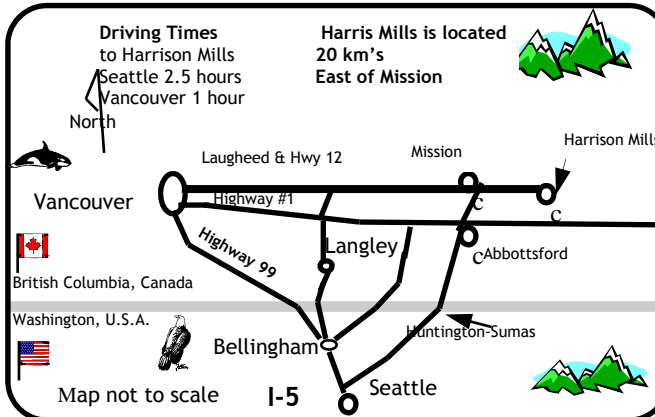 Driving Times
to Harrison Mills
Seattle 2.5 hours
Vancouver 1 hour
Harris Mills is located
20 km's
East of Mission
North
Harrison Mills
Laugheed & Hwy 12
Mission
Vancouver
Highway #1
c
c
Highway 99
Langley
c
Abbottsford
British Columbia, Canada
Washington, U.S.A.
Huntington-Sumas
Bellingham
Map not to scale
I-5
Seattle